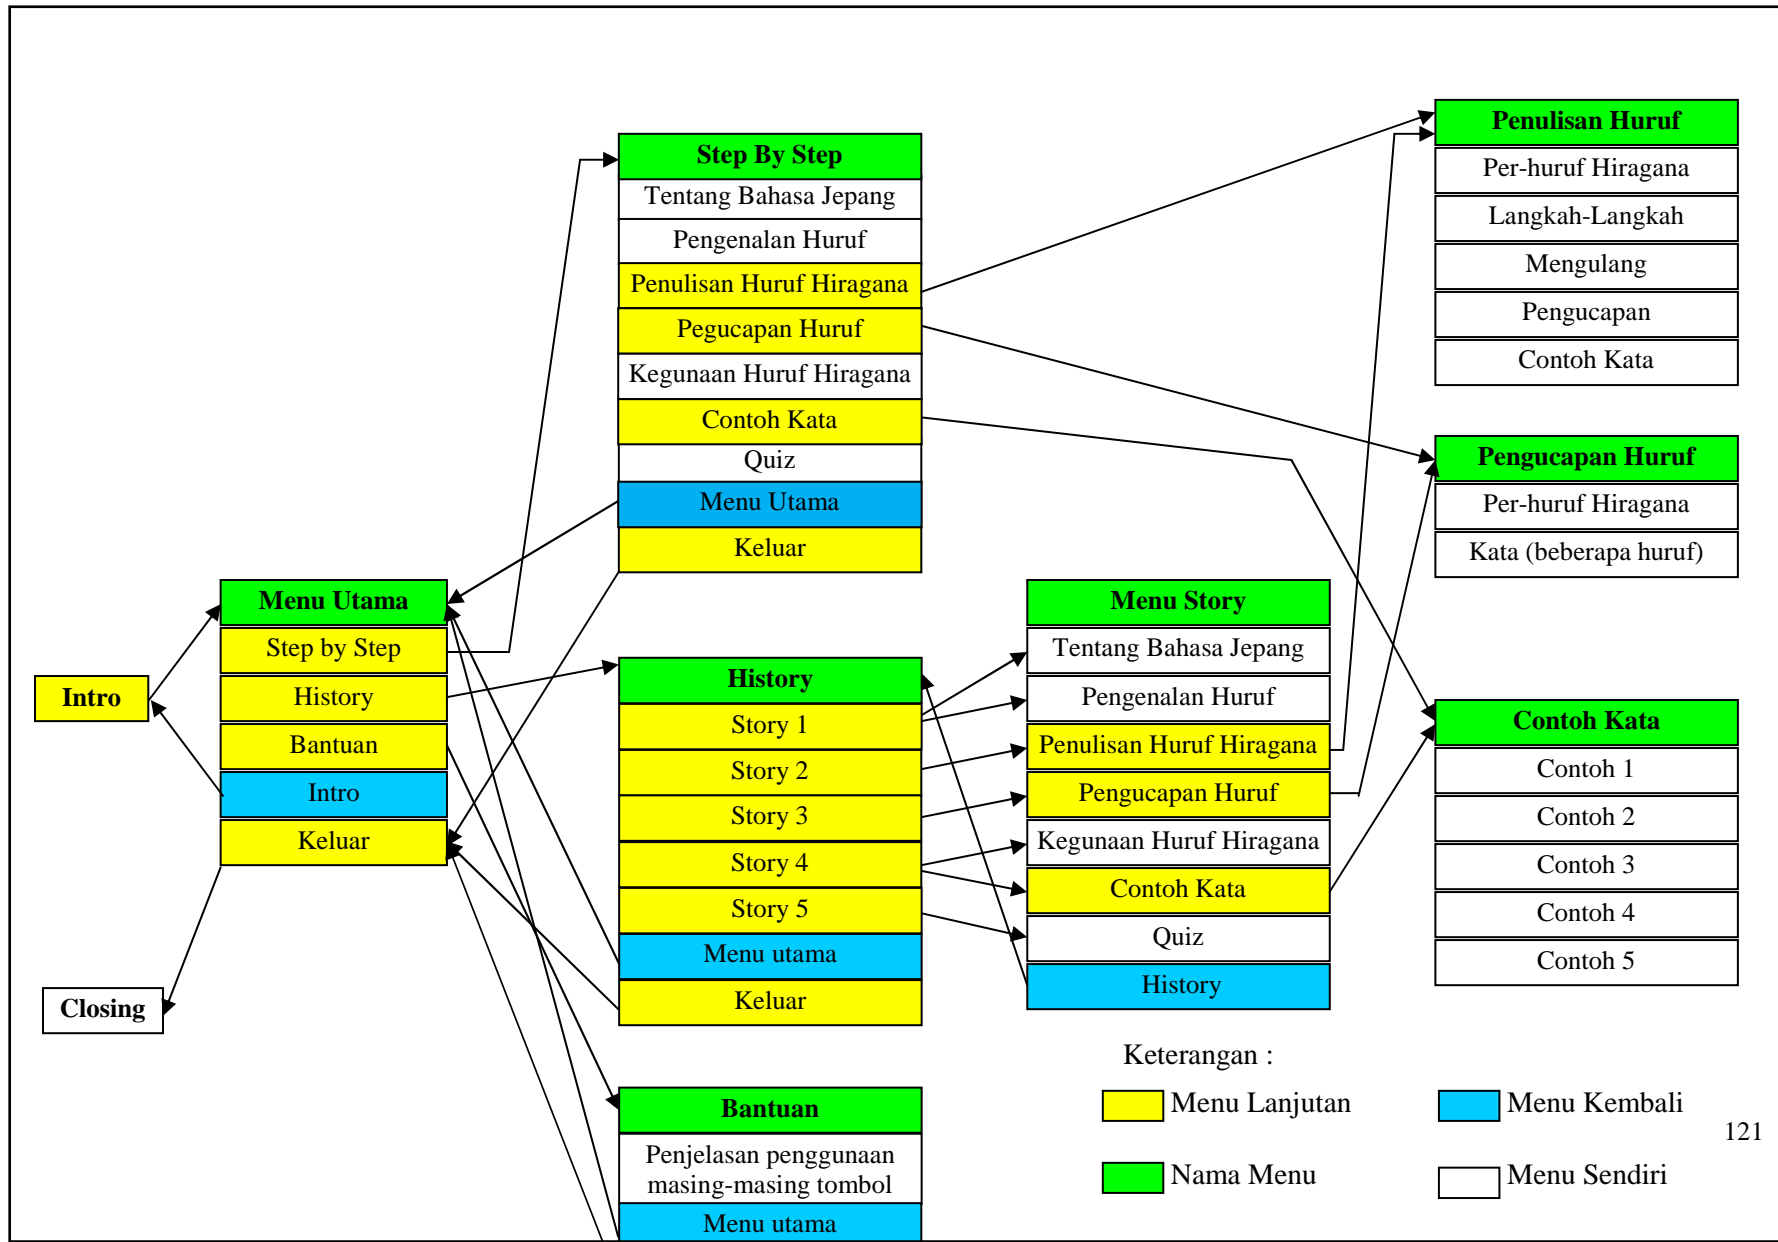 Intro
Closing
Menu Utama
Step by Step
History
Bantuan
Intro
Keluar
Step By Step
Tentang Bahasa Jepang
Pengenalan Huruf
Penulisan Huruf Hiragana
Pegucapan Huruf
Kegunaan Huruf Hiragana
Contoh Kata
Quiz
Menu Utama
Keluar
History
Story 1
Story 2
Story 3
Story 4
Story 5
Menu utama
Keluar
Bantuan
Penjelasan penggunaan
masing-masing tombol
Menu utama
Menu Story
Tentang Bahasa Jepang
Pengenalan Huruf
Penulisan Huruf Hiragana
Pengucapan Huruf
Kegunaan Huruf Hiragana
Contoh Kata
Quiz
History
Penulisan Huruf
Per-huruf Hiragana
Langkah-Langkah
Mengulang
Pengucapan
Contoh Kata
Pengucapan Huruf
Per-huruf Hiragana
Kata (beberapa huruf)
Contoh Kata
Contoh 1
Contoh 2
Contoh 3
Contoh 4
Contoh 5
Keterangan :
Menu Lanjutan
Menu Kembali
Nama Menu
Menu Sendiri
121